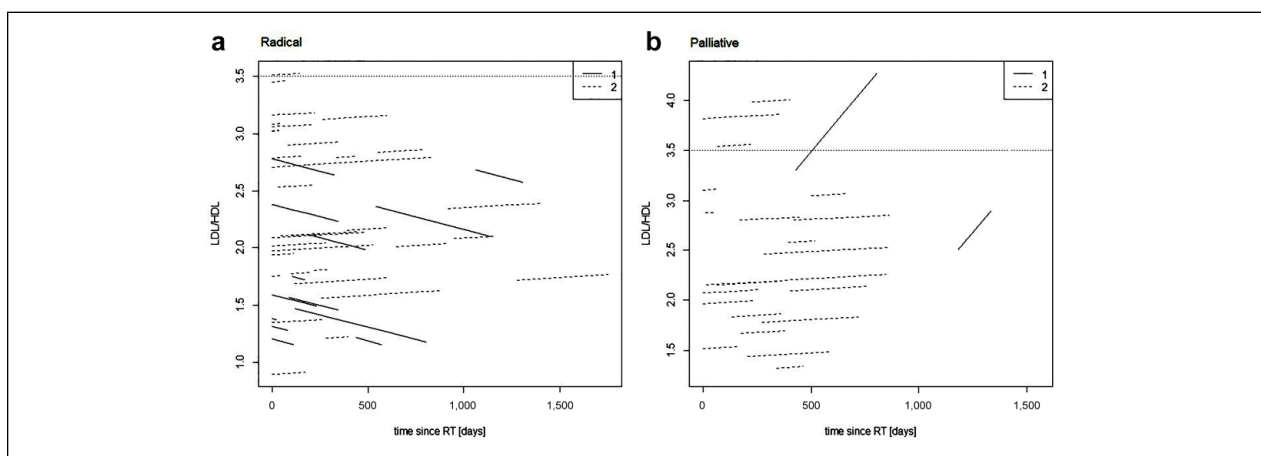 a Radical
1
2
3.5
3.0
2.5
2.0
1.5
1.0
LDL/HDL
0 500 1,000 1,500
time since RT [days]
b Palliative
1
2
4.0
3.5
3.0
2.5
2.0
1.5
LDL/HDL
0 500 1,000 1,500
time since RT [days]